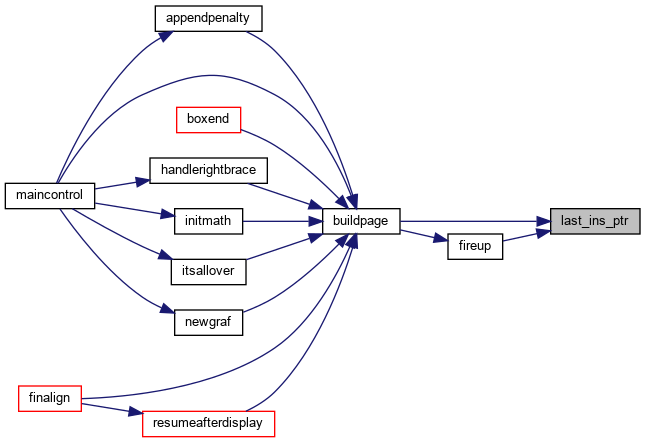 appendpenalty
boxend
handlerightbrace
maincontrol
initmath
buildpage
last_ins_ptr
fireup
itsallover
newgraf
finalign
resumeafterdisplay